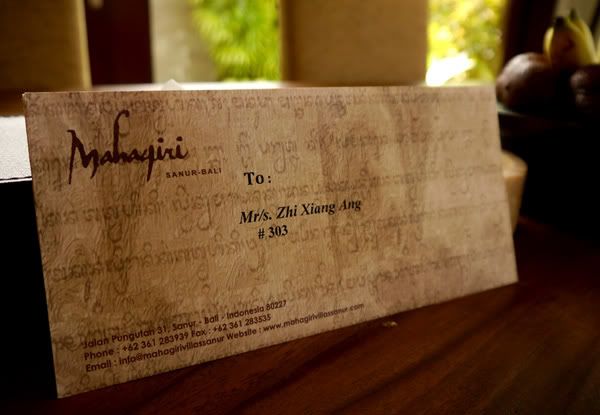 Mahagiri
SANUR-BALI
To :
Mr/s. Zhi Xiang Ang
# 303
Jalan Pungutan 31, Sanur - Bali - Indonesia 80227
Phone : +62 361 283939 Fax : +62 361 283535
Email : info@mahagirivillassanur Website : www.mahagirivillassanur.com